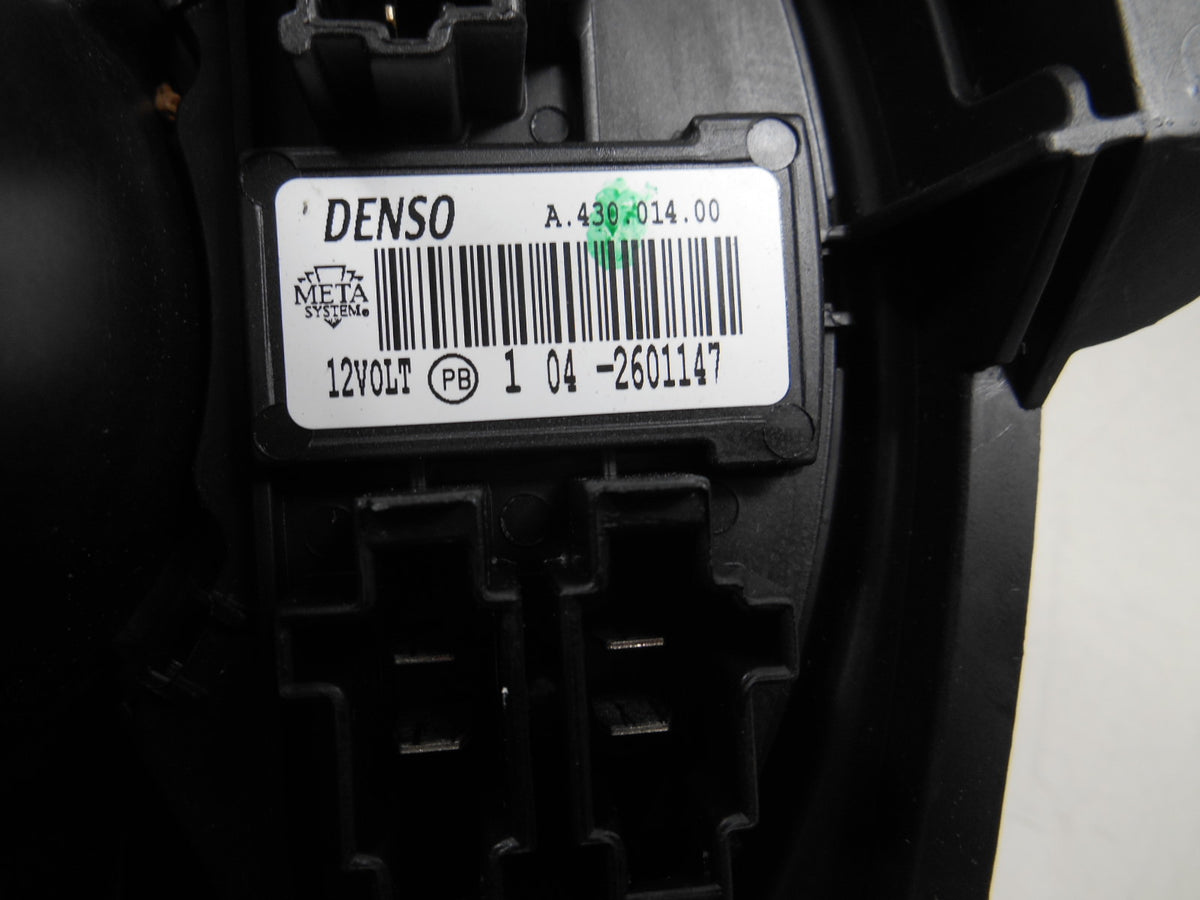 DENSO A.430.014.00
META
SYSTEM
12VOLT PB 1 04 -2601147